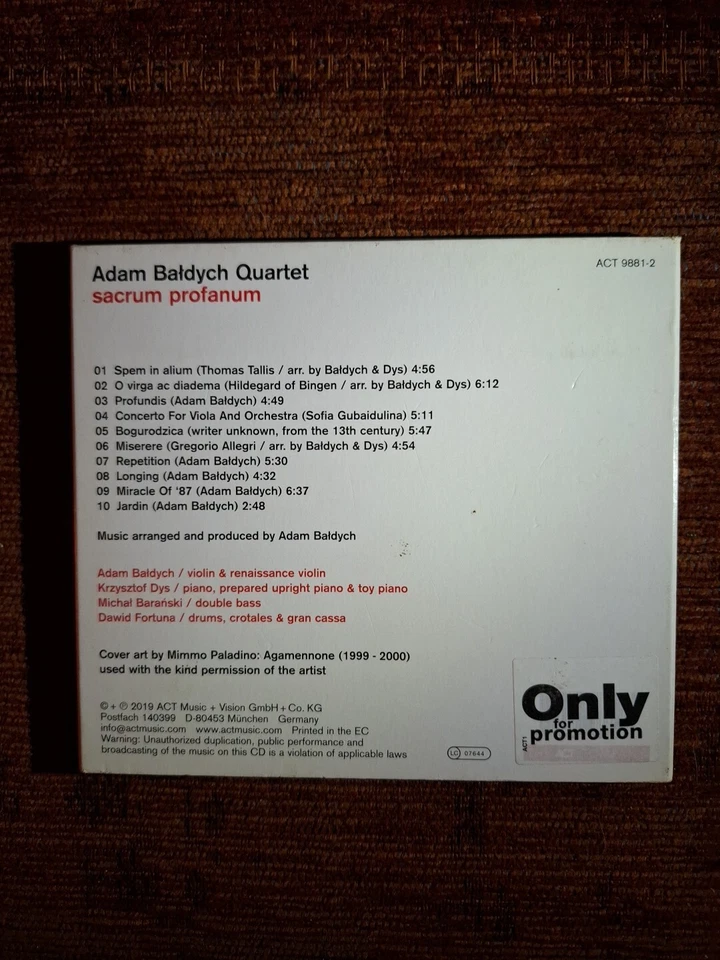 Adam Bałdych Quartet
sacrum profanum
ACT 9881-2
01 Spem in alium (Thomas Tallis / arr. by Bałdych & Dys) 4:56
02 O virga ac diadema (Hildegard of Bingen / arr. by Bałdych & Dys) 6:12
03 Profundis (Adam Bałdych) 4:49
04 Concerto For Viola And Orchestra (Sofia Gubaidulina) 5:11
05 Bogurodzica (writer unknown, from the 13th century) 5:47
06 Miserere (Gregorio Allegri / arr. by Bałdych & Dys) 4:54
07 Repetition (Adam Bałdych) 5:30
08 Longing (Adam Bałdych) 4:32
09 Miracle Of '87 (Adam Bałdych) 6:37
10 Jardin (Adam Bałdych) 2:48
Music arranged and produced by Adam Bałdych
Adam Bałdych / violin & renaissance violin
Krzysztof Dys / piano, prepared upright piano & toy piano
Michał Barański / double bass
Dawid Fortuna / drums, crotales & gran cassa
Cover art by Mimmo Paladino: Agamennone (1999 - 2000)
used with the kind permission of the artist
© + ℗ 2019 ACT Music + Vision GmbH + Co. KG
Postfach 140399 D-80453 München Germany
info@actmusic.com www.actmusic.com Printed in the EC
Warning: Unauthorized duplication, public performance and
broadcasting of the music on this CD is a violation of applicable laws
LC 07644
Only
for
promotion
ACT1